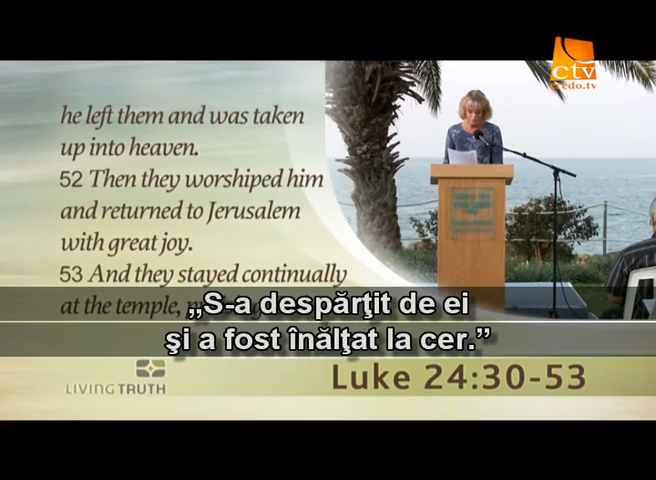 ctv
credo.tv
he left them and was taken
up into heaven.
52 Then they worshiped him
and returned to Jerusalem
with great joy.
53 And they stayed continually
at the temple,
„S-a despărţit de ei
şi a fost înălţat la cer.”
LIVING TRUTH
Luke 24:30-53